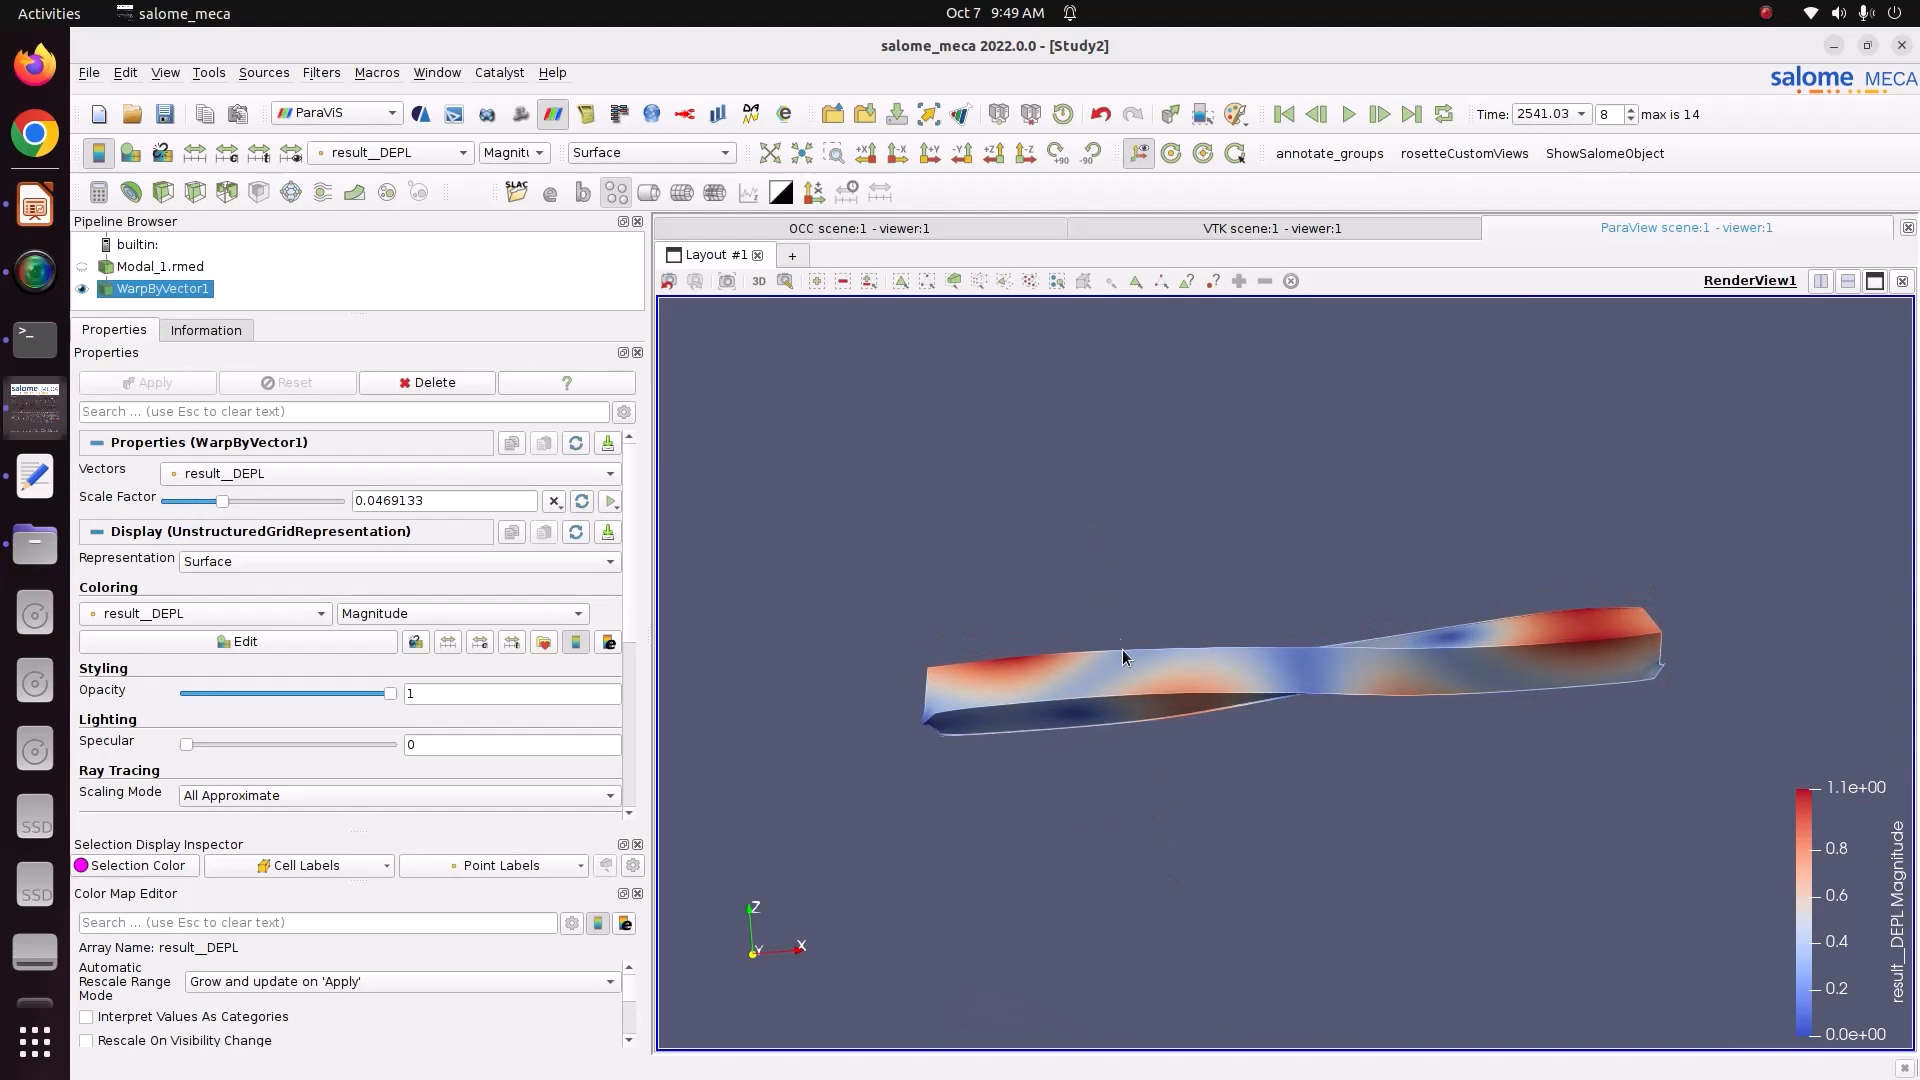 Activities
salome_meca
Oct 7 9:49 AM
salome_meca 2022.0.0 - [Study2]
File Edit View Tools Sources Filters Macros Window Catalyst Help
salome MECA
ParaViS
Time: 2541.03 8 max is 14
result__DEPL Magnitu Surface
+X -X +Y -Y +Z -Z +90 -90
annotate_groups rosetteCustomViews ShowSalomeObject
SLAC
Pipeline Browser
builtin:
Modal_1.rmed
WarpByVector1
OCC scene:1 - viewer:1
VTK scene:1 - viewer:1
ParaView scene:1 - viewer:1
Layout #1
3D
RenderView1
Properties Information
Properties
Apply Reset Delete ?
Search ... (use Esc to clear text)
Properties (WarpByVector1)
Vectors result__DEPL
Scale Factor 0.0469133
Display (UnstructuredGridRepresentation)
Representation Surface
Coloring
result__DEPL Magnitude
Edit
Styling
Opacity 1
Lighting
Specular 0
Ray Tracing
Scaling Mode All Approximate
Selection Display Inspector
Selection Color Cell Labels Point Labels
Color Map Editor
Search ... (use Esc to clear text)
Array Name: result__DEPL
Automatic
Rescale Range
Mode
Grow and update on 'Apply'
Interpret Values As Categories
Rescale On Visibility Change
Z
Y
X
1.1e+00
0.8
0.6
0.4
0.2
0.0e+00
result__DEPL Magnitude
SSD
SSD